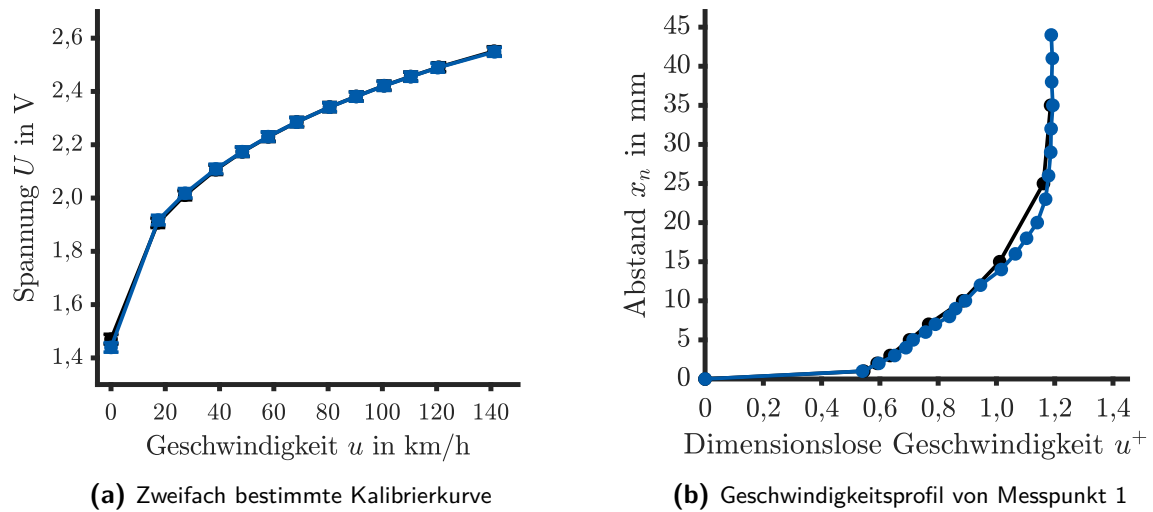 2,6
2,4
2,2
2,0
1,8
1,6
1,4
Spannung U in V
0 20 40 60 80 100 120 140
Geschwindigkeit u in km/h
(a) Zweifach bestimmte Kalibrierkurve
45
40
35
30
25
20
15
10
5
0
Abstand xₙ in mm
0 0,2 0,4 0,6 0,8 1,0 1,2 1,4
Dimensionslose Geschwindigkeit u⁺
(b) Geschwindigkeitsprofil von Messpunkt 1